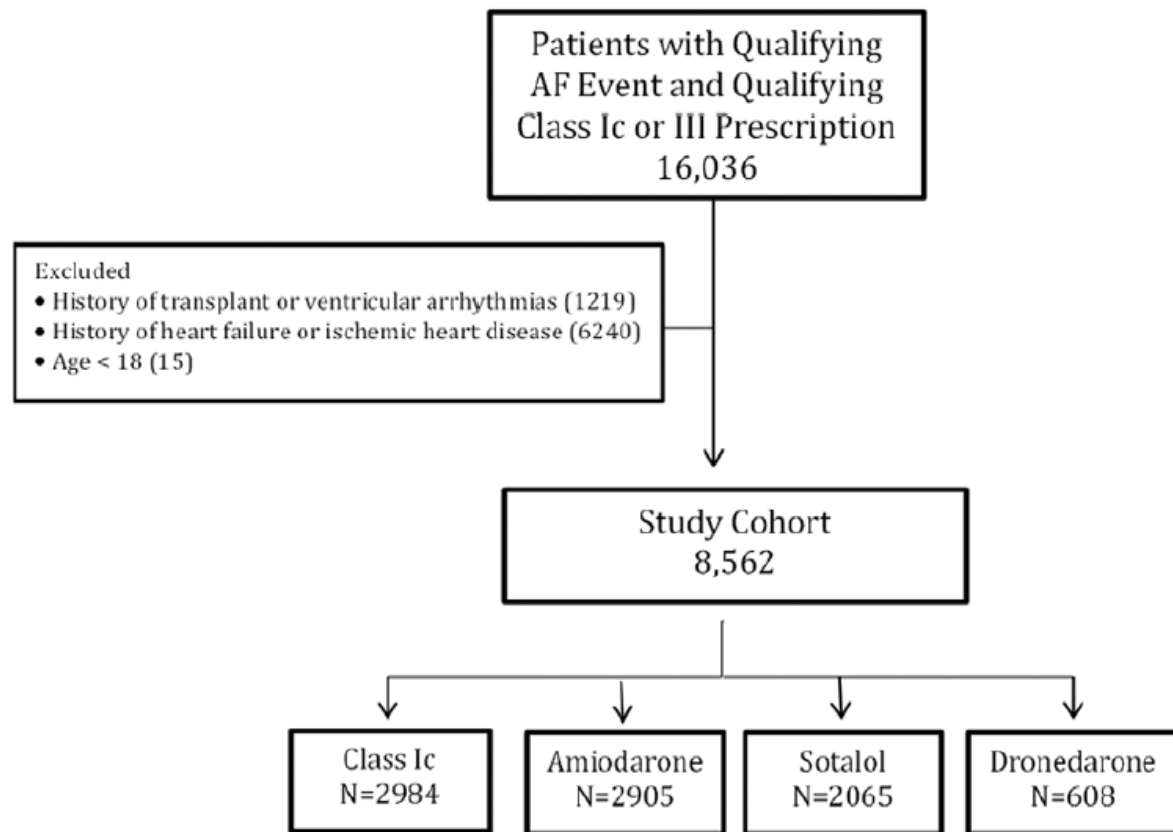 Patients with Qualifying
AF Event and Qualifying
Class Ic or III Prescription
16,036
Excluded
• History of transplant or ventricular arrhythmias (1219)
• History of heart failure or ischemic heart disease (6240)
• Age < 18 (15)
Study Cohort
8,562
Class Ic
N=2984
Amiodarone
N=2905
Sotalol
N=2065
Dronedarone
N=608